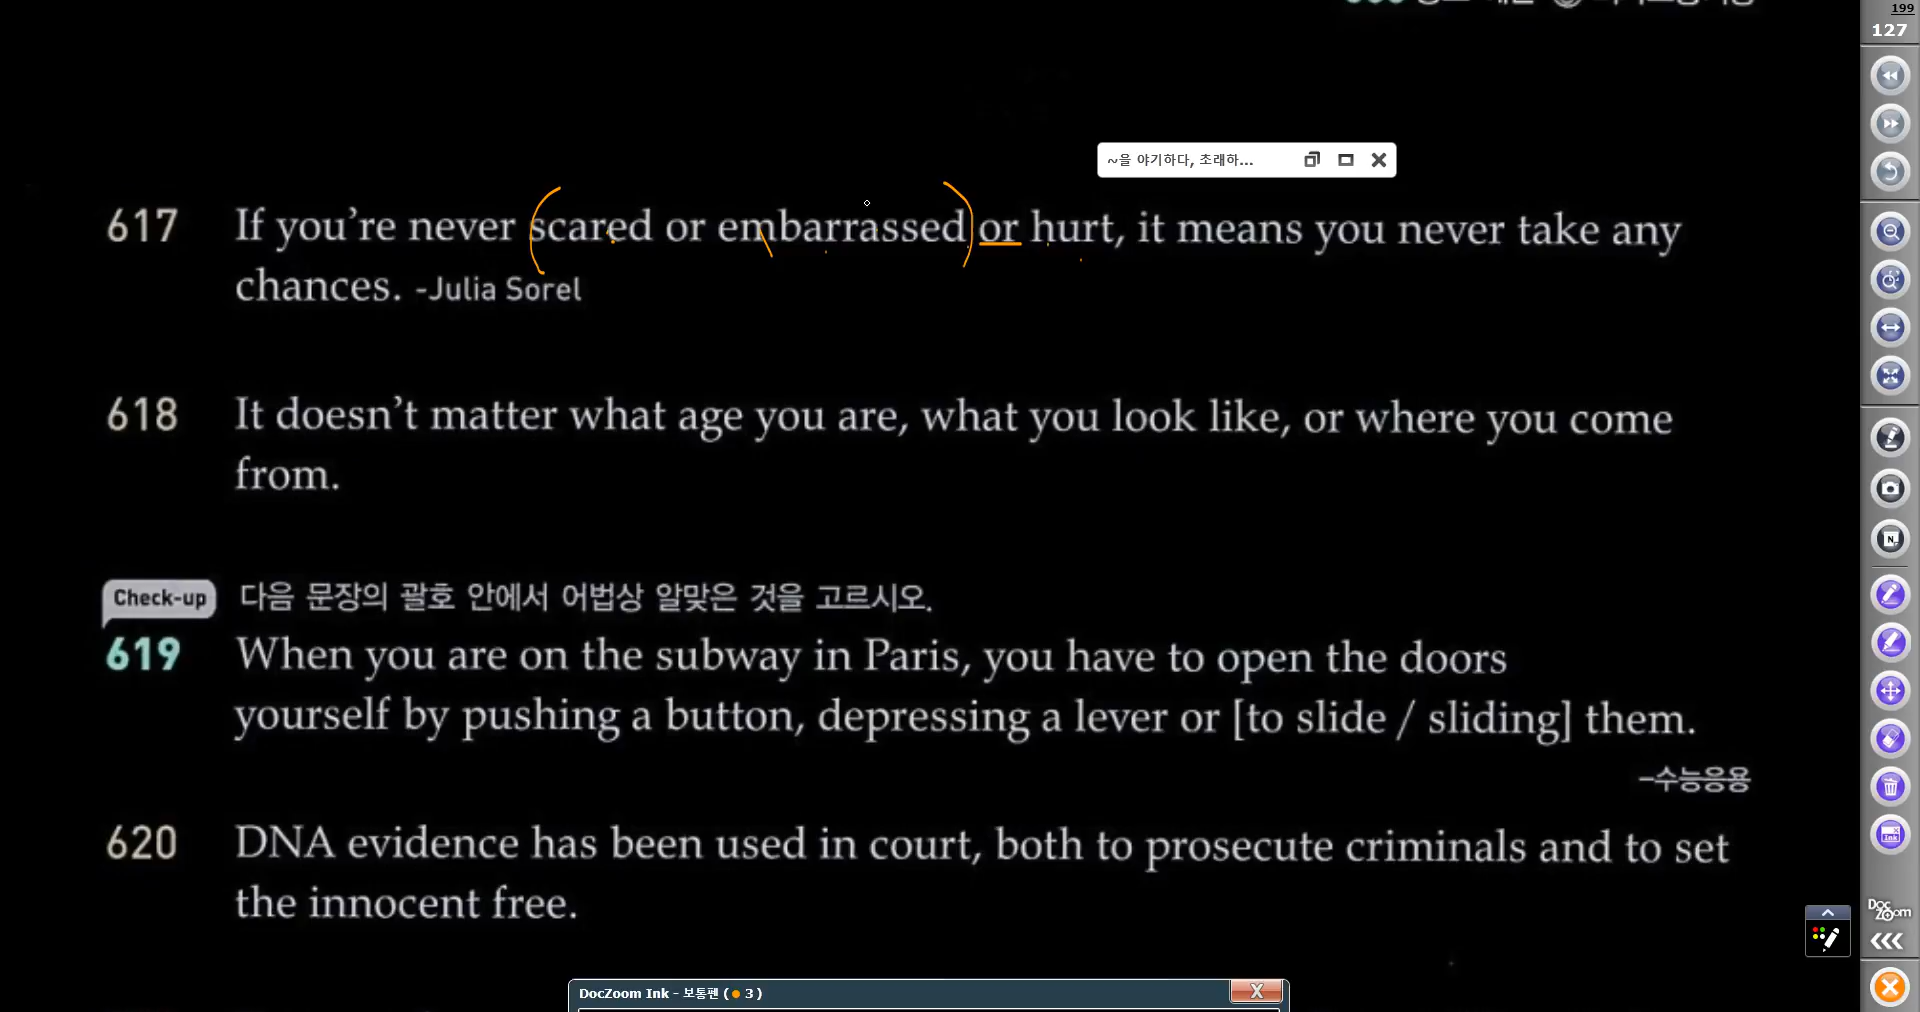 199
127
~을 야기하다, 초래하...
617 If you're never scared or embarrassed or hurt, it means you never take any
chances. -Julia Sorel
618 It doesn't matter what age you are, what you look like, or where you come
from.
Check-up 다음 문장의 괄호 안에서 어법상 알맞은 것을 고르시오.
619 When you are on the subway in Paris, you have to open the doors
yourself by pushing a button, depressing a lever or [to slide / sliding] them.
-수능응용
620 DNA evidence has been used in court, both to prosecute criminals and to set
the innocent free.
Doc
Zoom
DocZoom Ink - 보통펜 ( 3 )